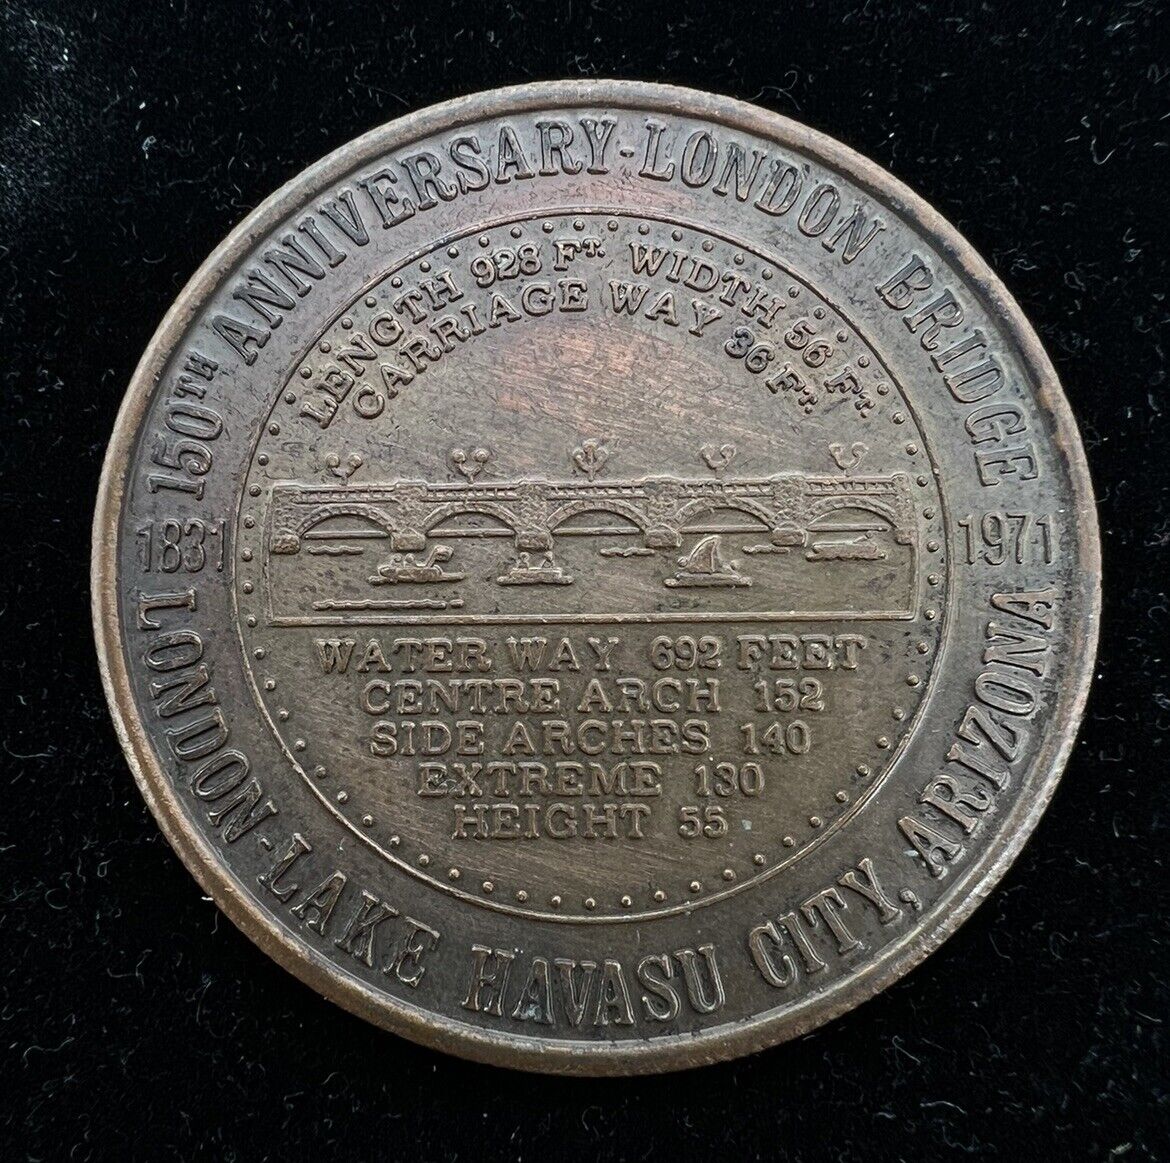 150TH ANNIVERSARY-LONDON BRIDGE
1831
1971
LONDON-LAKE HAVASU CITY, ARIZONA
LENGTH 928 FT. WIDTH 56 FT.
CARRIAGE WAY 36 FT.
WATER WAY 692 FEET
CENTRE ARCH 152
SIDE ARCHES 140
EXTREME 130
HEIGHT 55